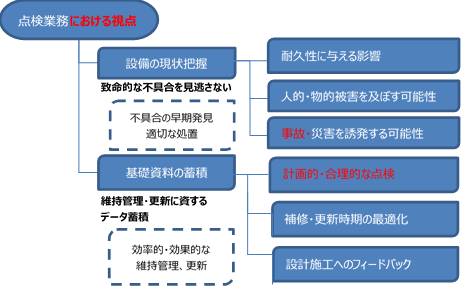 点検業務における視点
設備の現状把握
致命的な不具合を見逃さない
不具合の早期発見
適切な処置
耐久性に与える影響
人的・物的被害を及ぼす可能性
事故・災害を誘発する可能性
基礎資料の蓄積
維持管理・更新に資する
データ蓄積
効率的・効果的な
維持管理、更新
計画的・合理的な点検
補修・更新時期の最適化
設計施工へのフィードバック